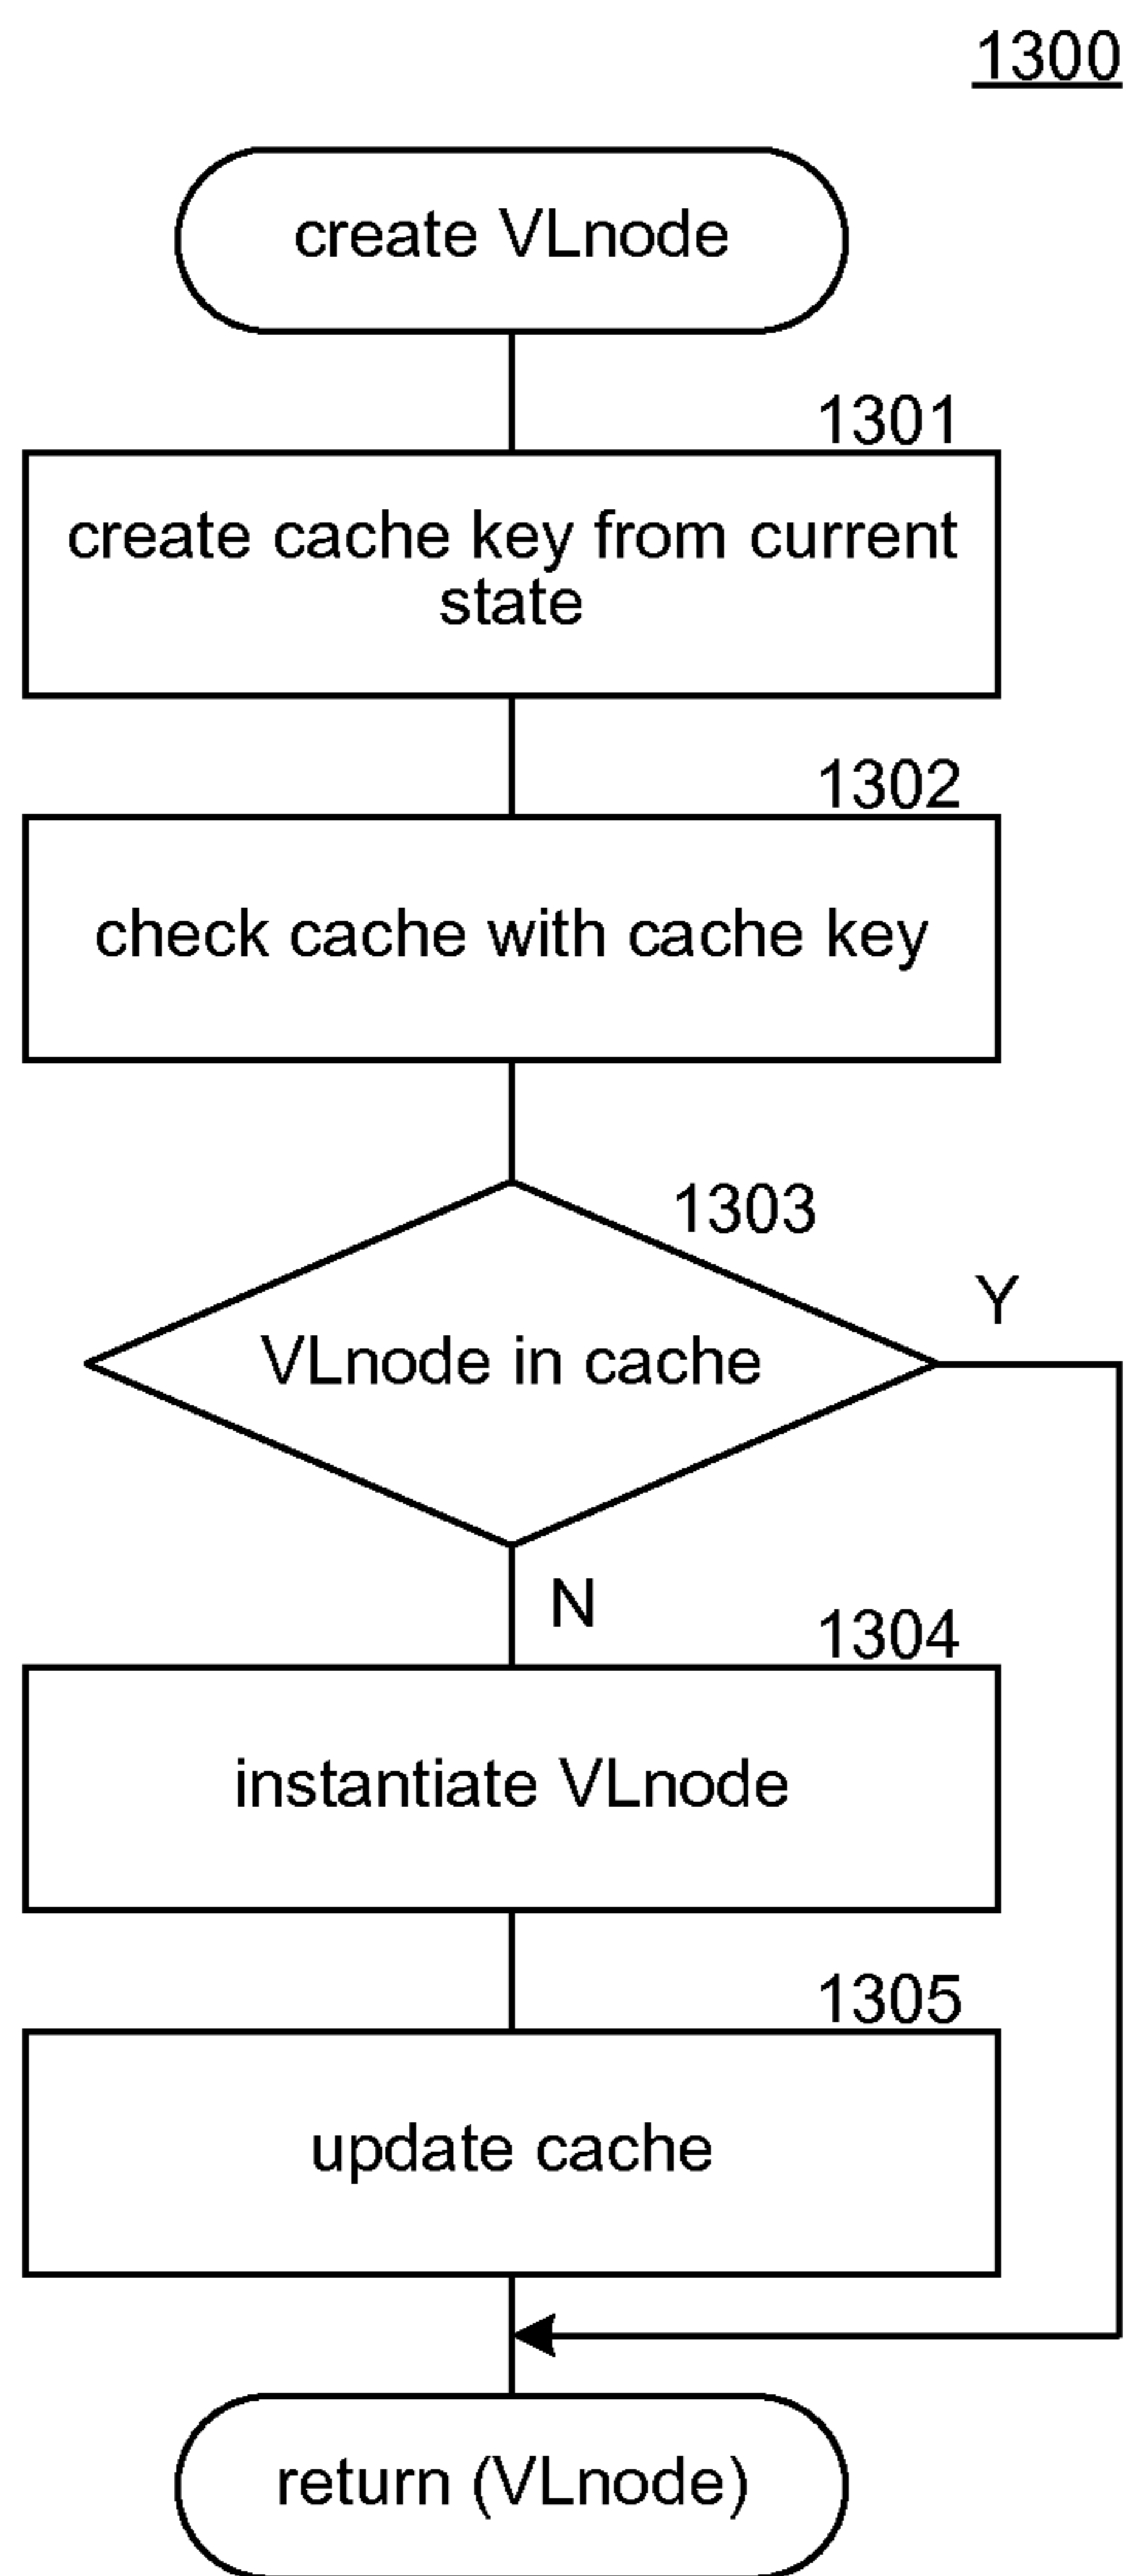 1300
create VLnode
1301
create cache key from current
state
1302
check cache with cache key
1303
Y
VLnode in cache
N
1304
instantiate VLnode
1305
update cache
return (VLnode)